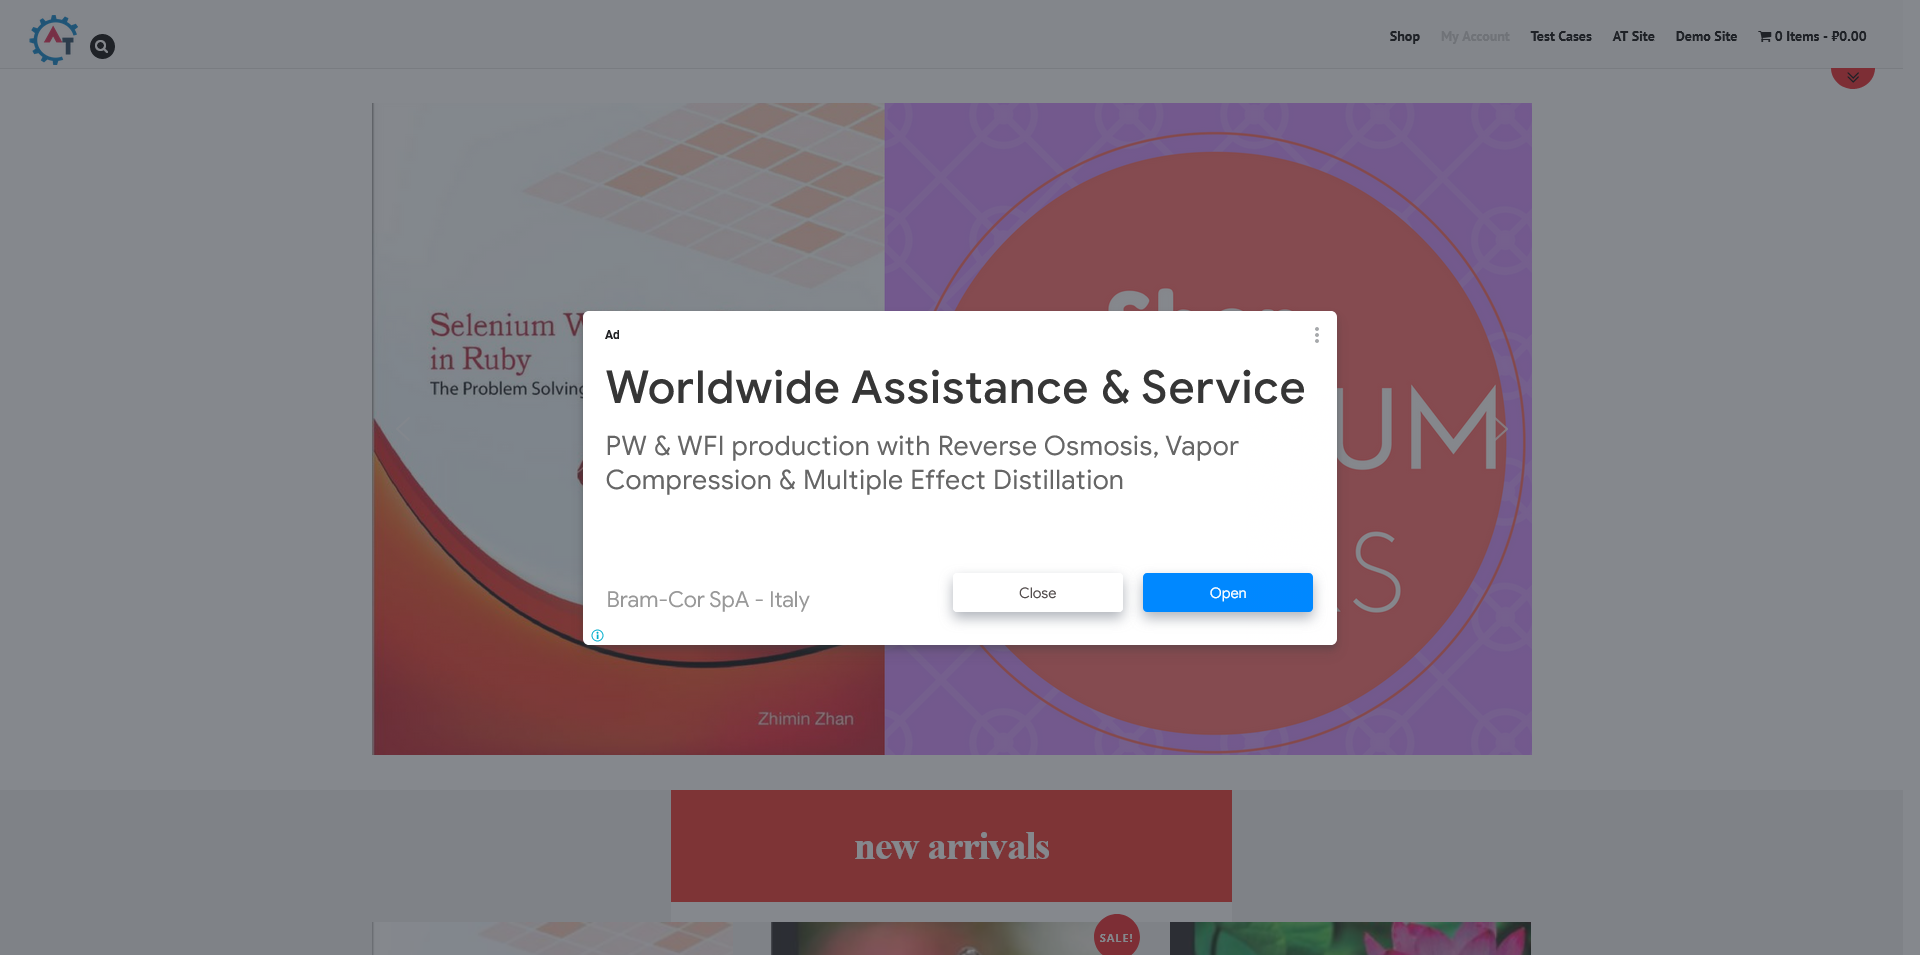 AT
Shop My Account Test Cases AT Site Demo Site 0 Items - ₽0.00
Selenium
in Ruby
The Problem Solving
UM
S
Zhimin Zhan
Ad
Worldwide Assistance & Service
PW & WFI production with Reverse Osmosis, Vapor
Compression & Multiple Effect Distillation
Bram-Cor SpA - Italy
Close
Open
new arrivals
SALE!